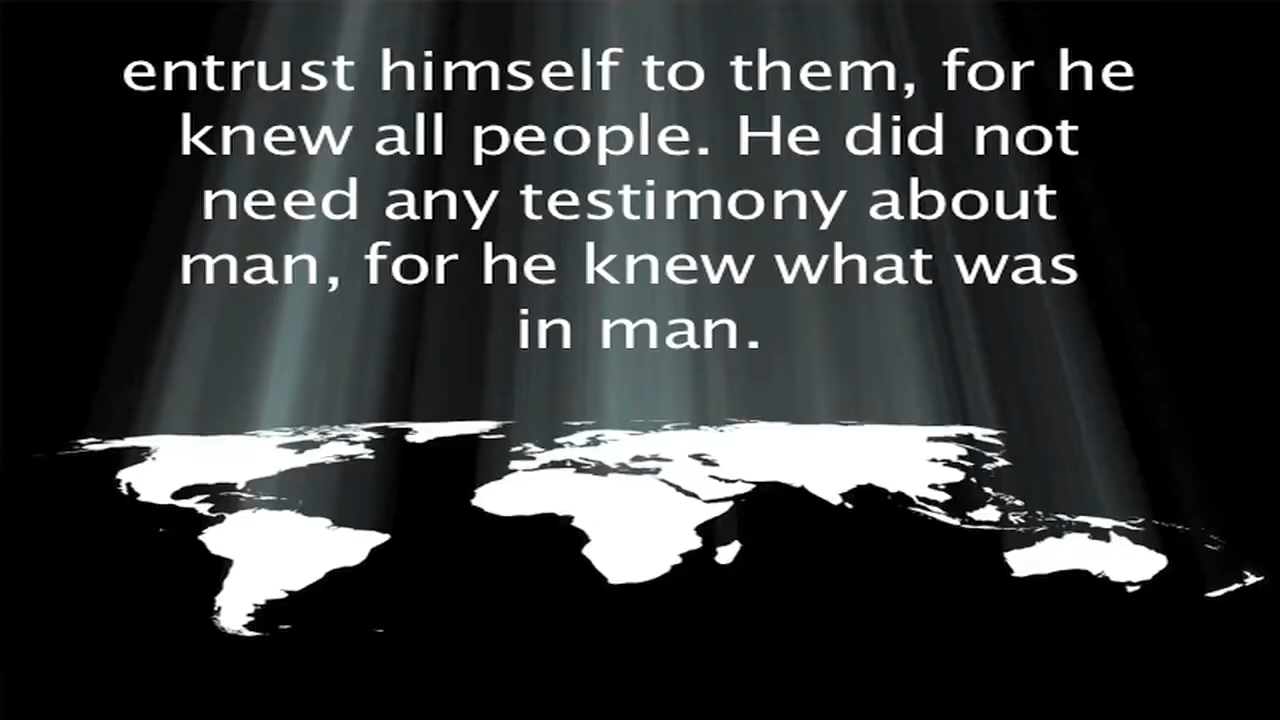 entrust himself to them, for he
knew all people. He did not
need any testimony about
man, for he knew what was
in man.